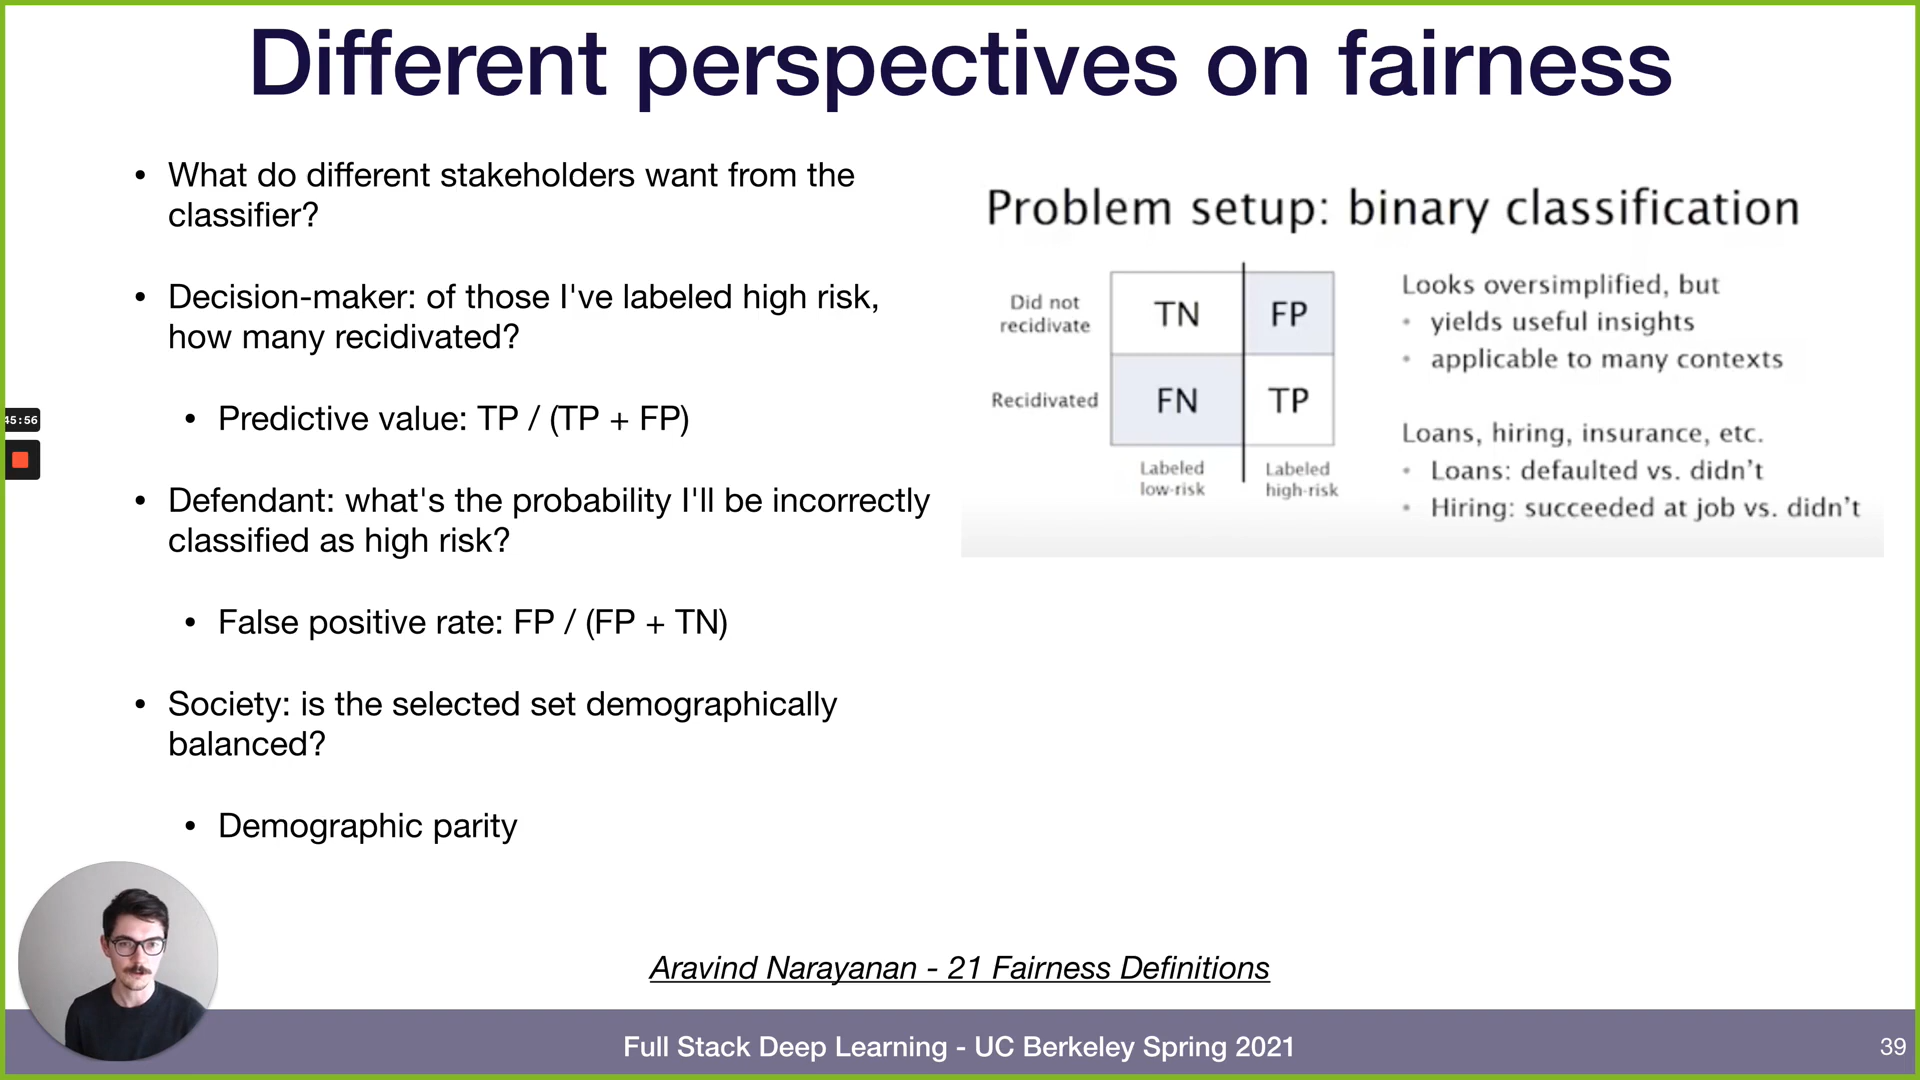 Different perspectives on fairness
• What do different stakeholders want from the
classifier?
• Decision-maker: of those I've labeled high risk,
how many recidivated?
• Predictive value: TP / (TP + FP)
• Defendant: what's the probability I'll be incorrectly
classified as high risk?
• False positive rate: FP / (FP + TN)
• Society: is the selected set demographically
balanced?
• Demographic parity
Problem setup: binary classification
Did not
recidivate
TN
FP
Recidivated
FN
TP
Labeled
low-risk
Labeled
high-risk
Looks oversimplified, but
• yields useful insights
• applicable to many contexts
Loans, hiring, insurance, etc.
• Loans: defaulted vs. didn’t
• Hiring: succeeded at job vs. didn’t
45:56
Aravind Narayanan - 21 Fairness Definitions
Full Stack Deep Learning - UC Berkeley Spring 2021
39